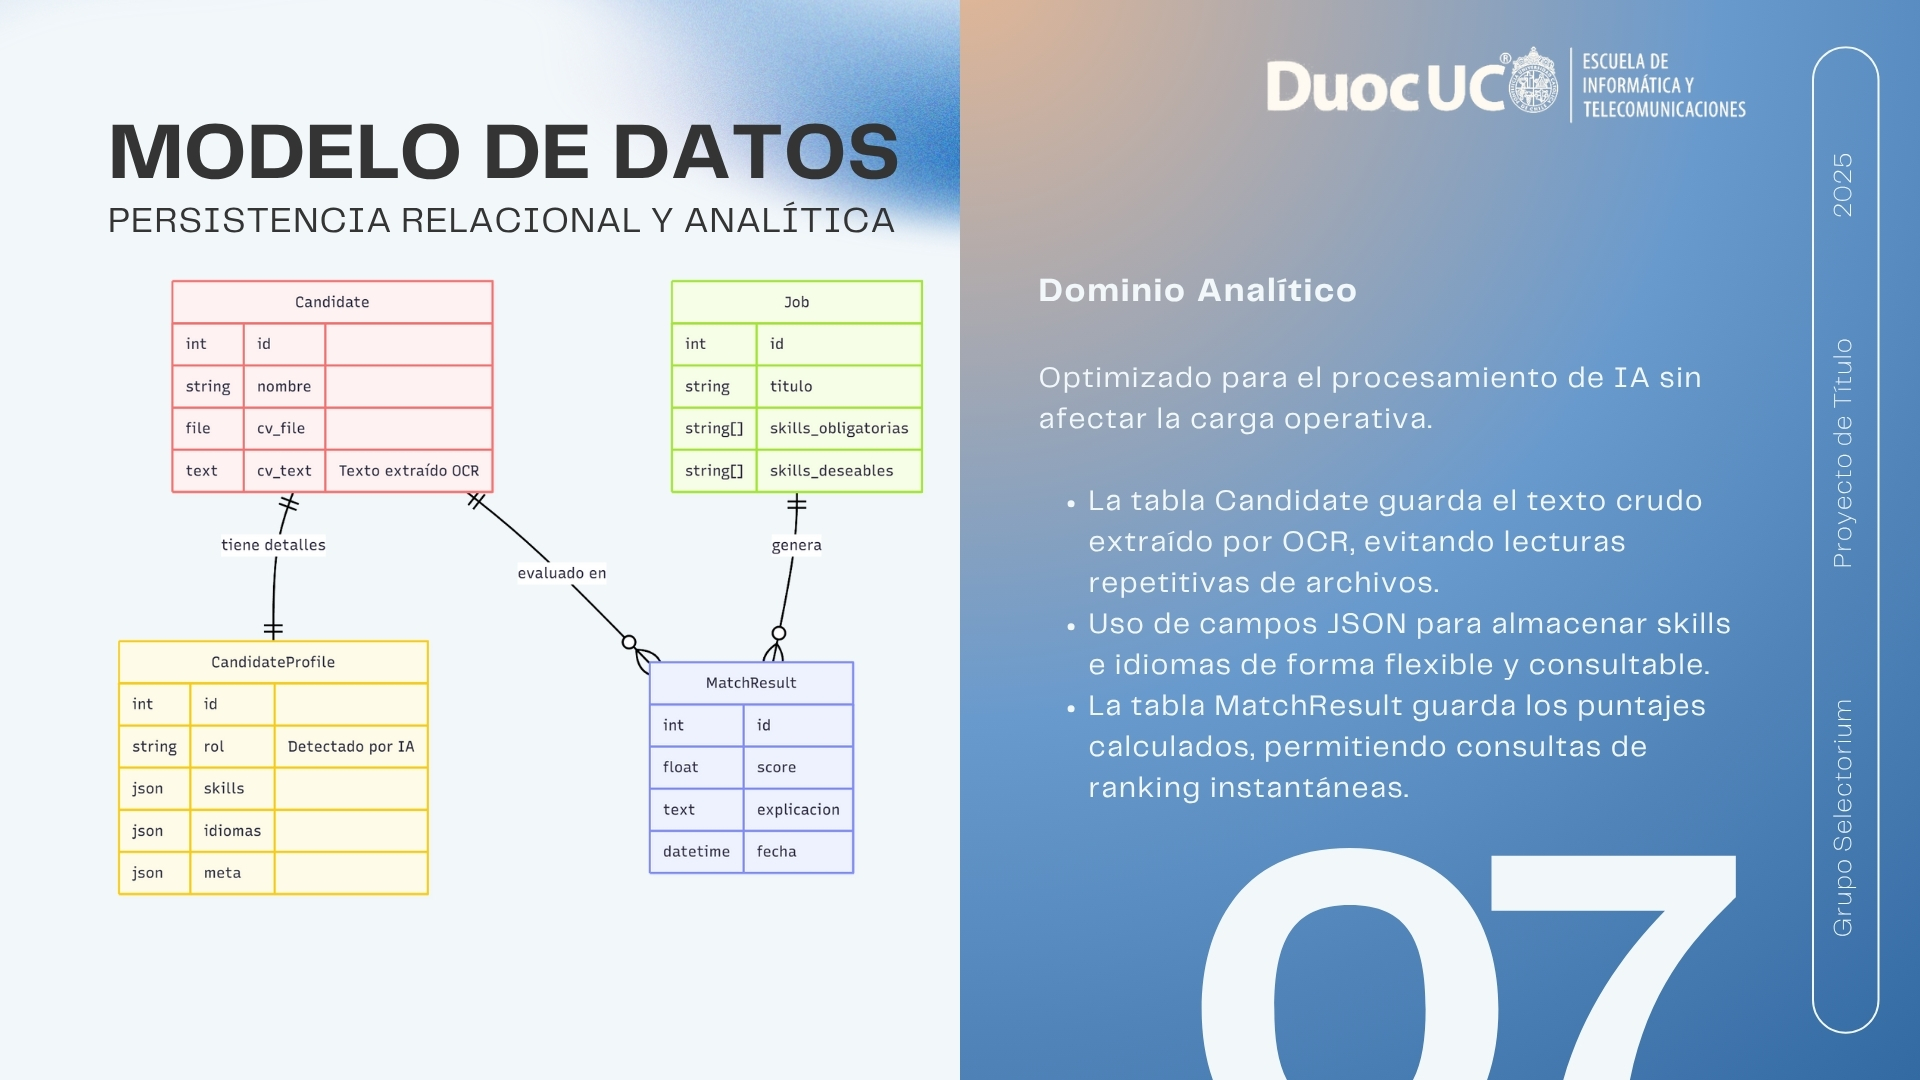 MODELO DE DATOS
PERSISTENCIA RELACIONAL Y ANALÍTICA
Candidate
int id
string nombre
file cv_file
text cv_text Texto extraído OCR
Job
int id
string titulo
string[] skills_obligatorias
string[] skills_deseables
tiene detalles
evaluado en
genera
CandidateProfile
int id
string rol Detectado por IA
json skills
json idiomas
json meta
MatchResult
int id
float score
text explicacion
datetime fecha
DuocUC®
ESCUELA DE
INFORMÁTICA Y
TELECOMUNICACIONES
Dominio Analítico
Optimizado para el procesamiento de IA sin
afectar la carga operativa.
• La tabla Candidate guarda el texto crudo
extraído por OCR, evitando lecturas
repetitivas de archivos.
• Uso de campos JSON para almacenar skills
e idiomas de forma flexible y consultable.
• La tabla MatchResult guarda los puntajes
calculados, permitiendo consultas de
ranking instantáneas.
07
2025
Proyecto de Título
Grupo Selectorium